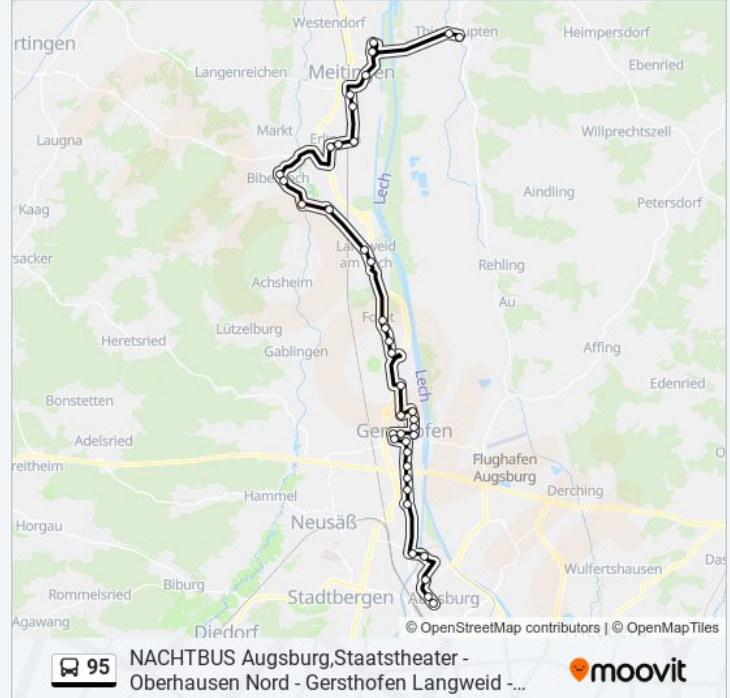 Westendorf
Thierhaupten
ertingen
Heimpersdorf
Langenreichen
Meitingen
Ebenried
Markt
Willprechtszell
Laugna
Erlingen
Biberbach
Lech
Aindling
Kaag
Petersdorf
Langweid
am Lech
rsacker
Rehling
Achsheim
Au
Foret
Lützelburg
Heretsried
Gablingen
Affing
Lech
Edenried
Bonstetten
Gersthofen
Adelsried
reitheim
Flughafen
Augsburg
Derching
Hammel
Horgau
Neusäß
Wulfertshausen
Das
Biburg
Rommelsried
Stadtbergen
Augsburg
Agawang
Diedorf
© OpenStreetMap contributors | © OpenMapTiles
95
NACHTBUS Augsburg,Staatstheater -
Oberhausen Nord - Gersthofen Langweid -...
moovit